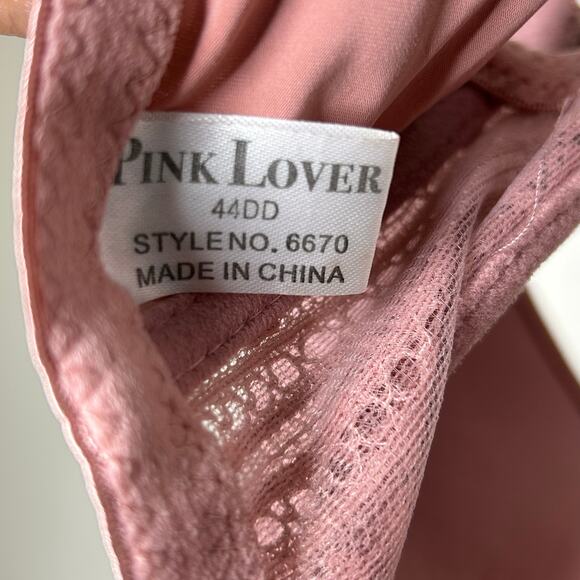 PINK LOVER
44DD
STYLE NO. 6670
MADE IN CHINA